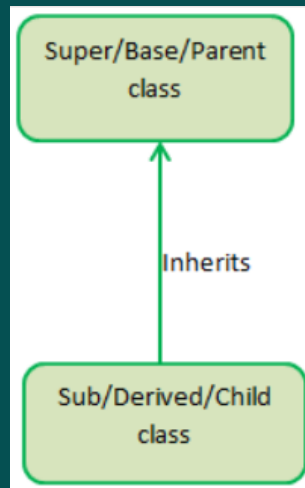 Super/Base/Parent
class
Inherits
Sub/Derived/Child
class